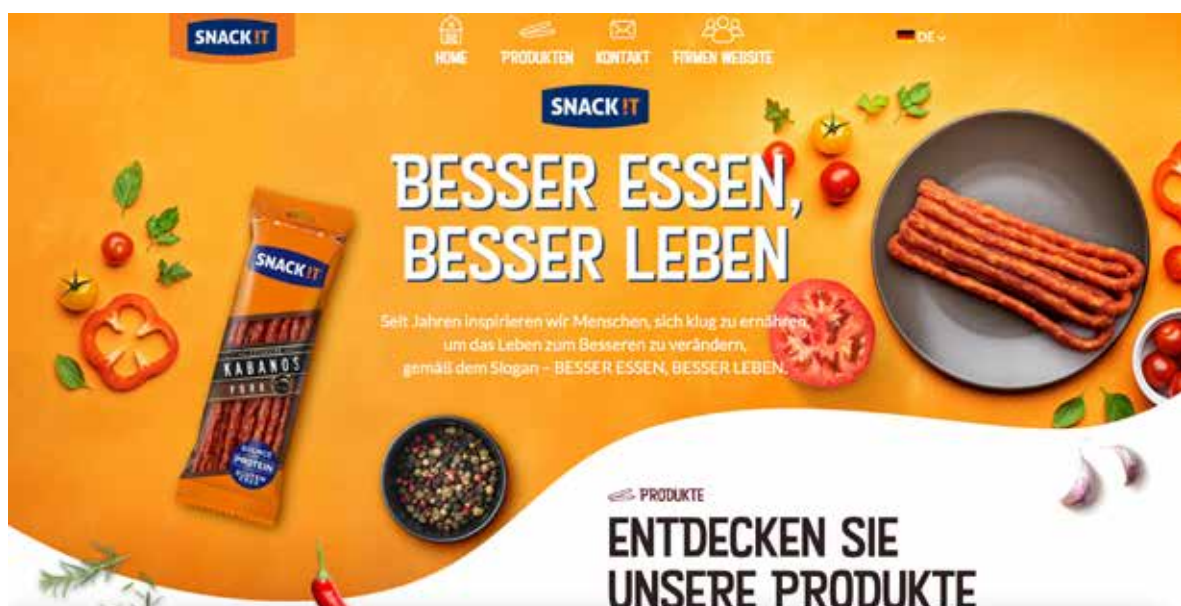 SNACK!T
HOME PRODUKTEN KONTAKT FIRMEN WEBSITE
DE
SNACK!T
BESSER ESSEN,
BESSER LEBEN
Seit Jahren inspirieren wir Menschen, sich klug zu ernähren,
um das Leben zum Besseren zu verändern,
gemäß dem Slogan – BESSER ESSEN, BESSER LEBEN.
SNACK!T
KABANOS
PURE
PROTEIN
PRODUKTE
ENTDECKEN SIE
UNSERE PRODUKTE